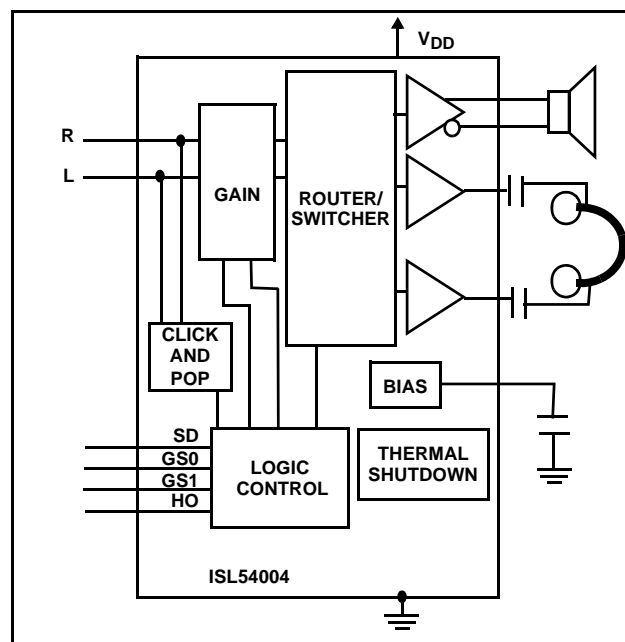 VDD
R
L
GAIN
ROUTER/
SWITCHER
CLICK
AND
POP
BIAS
SD
GS0
GS1
HO
LOGIC
CONTROL
THERMAL
SHUTDOWN
ISL54004